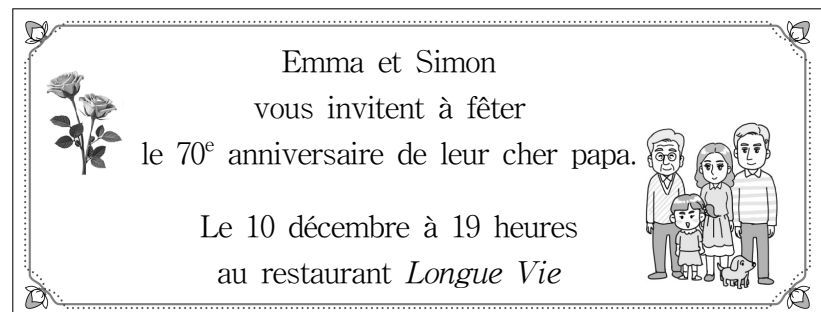 Emma et Simon
vous invitent à fêter
le 70ᵉ anniversaire de leur cher papa.
Le 10 décembre à 19 heures
au restaurant Longue Vie